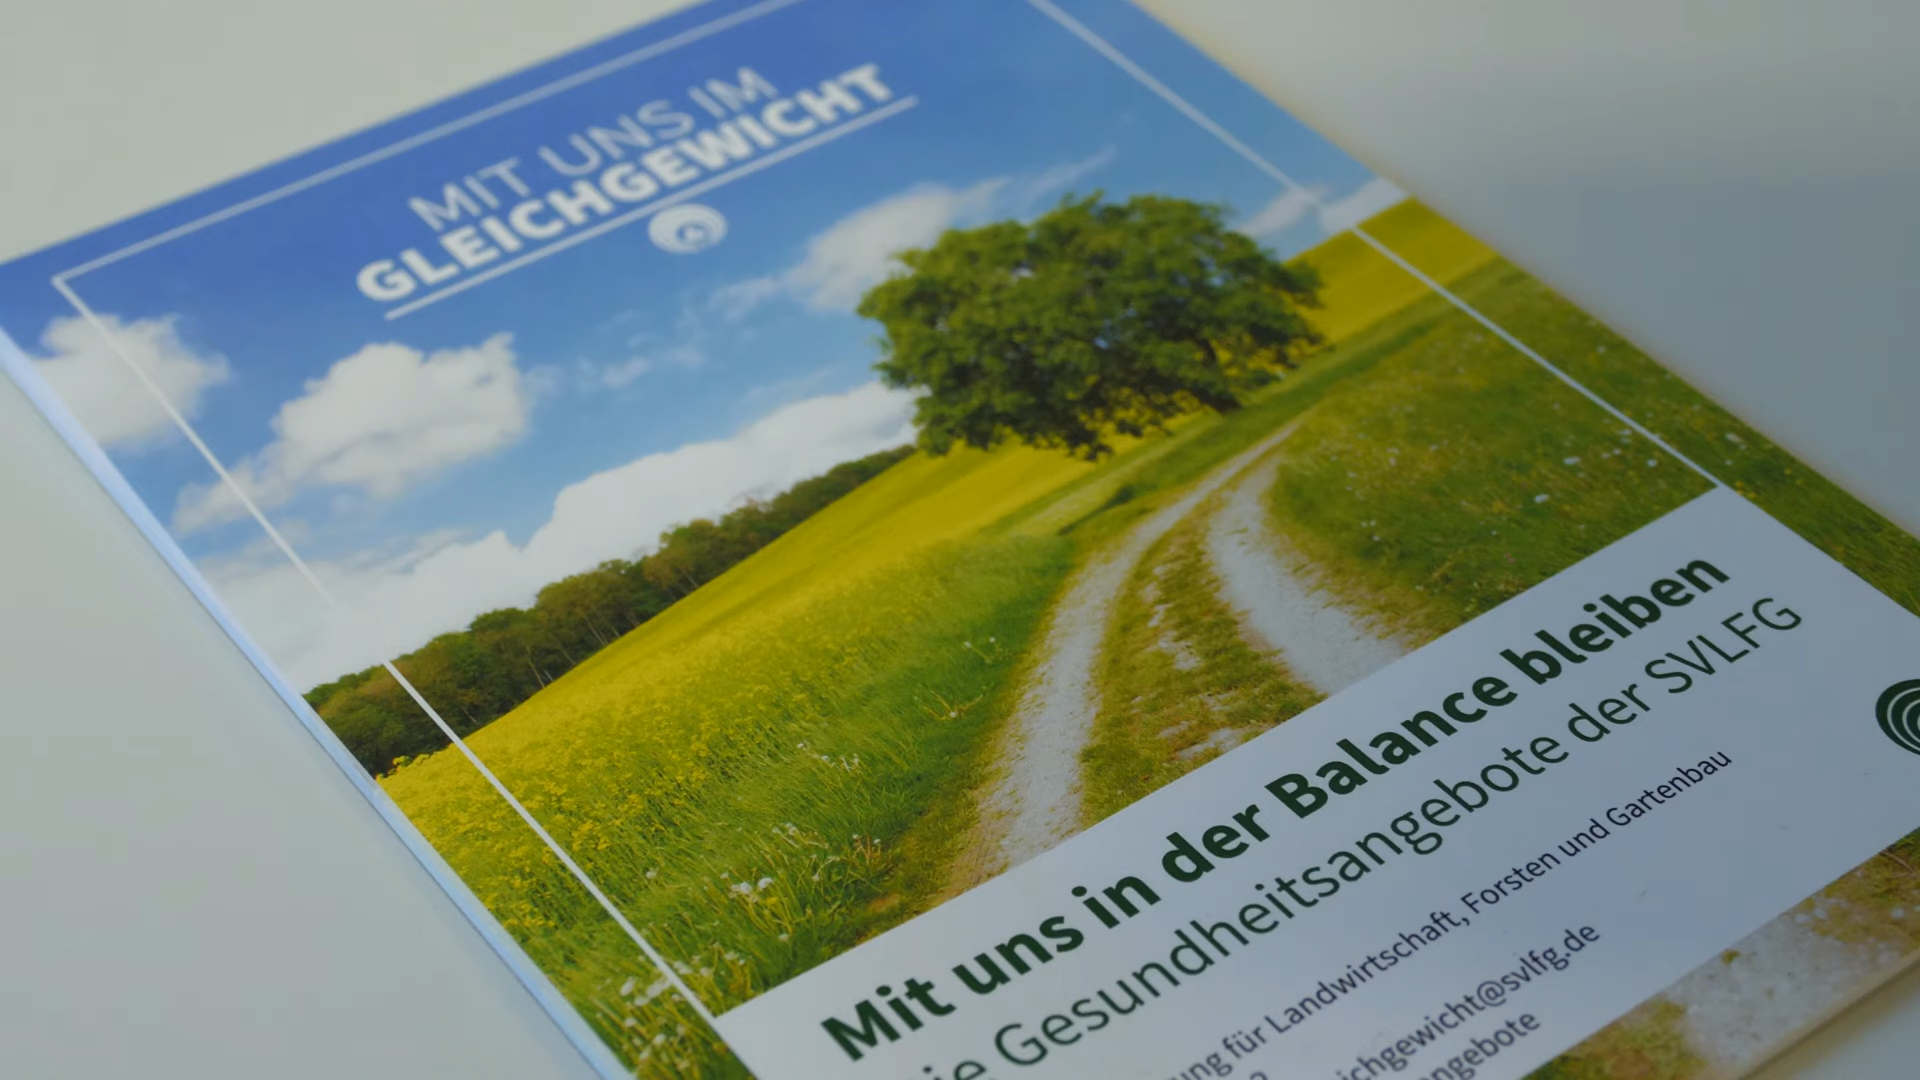 MIT UNS IM
GLEICHGEWICHT
Mit uns in der Balance bleiben
Gesundheitsangebote der SVLFG
für Landwirtschaft, Forsten und Gartenbau
ichgewicht@svlfg.de
angebote